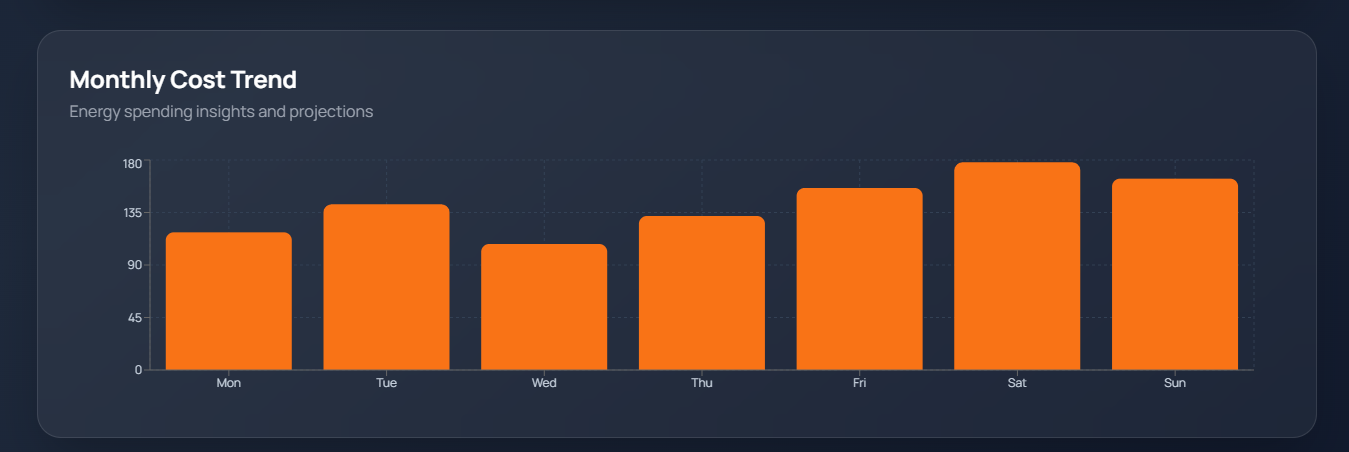 Monthly Cost Trend
Energy spending insights and projections
180
135
90
45
0
Mon Tue Wed Thu Fri Sat Sun